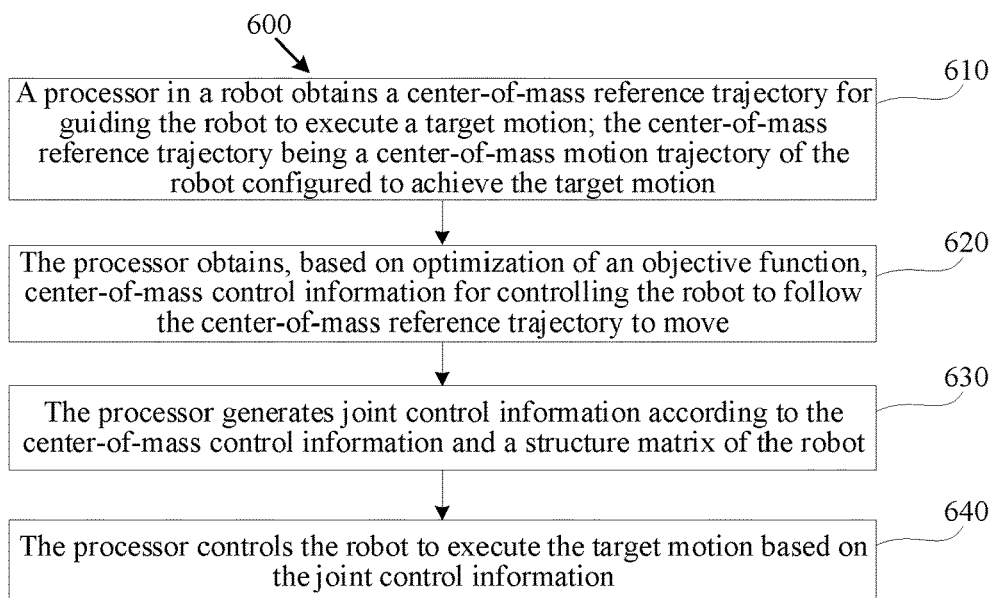 600
610
A processor in a robot obtains a center-of-mass reference trajectory for
guiding the robot to execute a target motion; the center-of-mass
reference trajectory being a center-of-mass motion trajectory of the
robot configured to achieve the target motion
620
The processor obtains, based on optimization of an objective function,
center-of-mass control information for controlling the robot to follow
the center-of-mass reference trajectory to move
630
The processor generates joint control information according to the
center-of-mass control information and a structure matrix of the robot
640
The processor controls the robot to execute the target motion based on
the joint control information